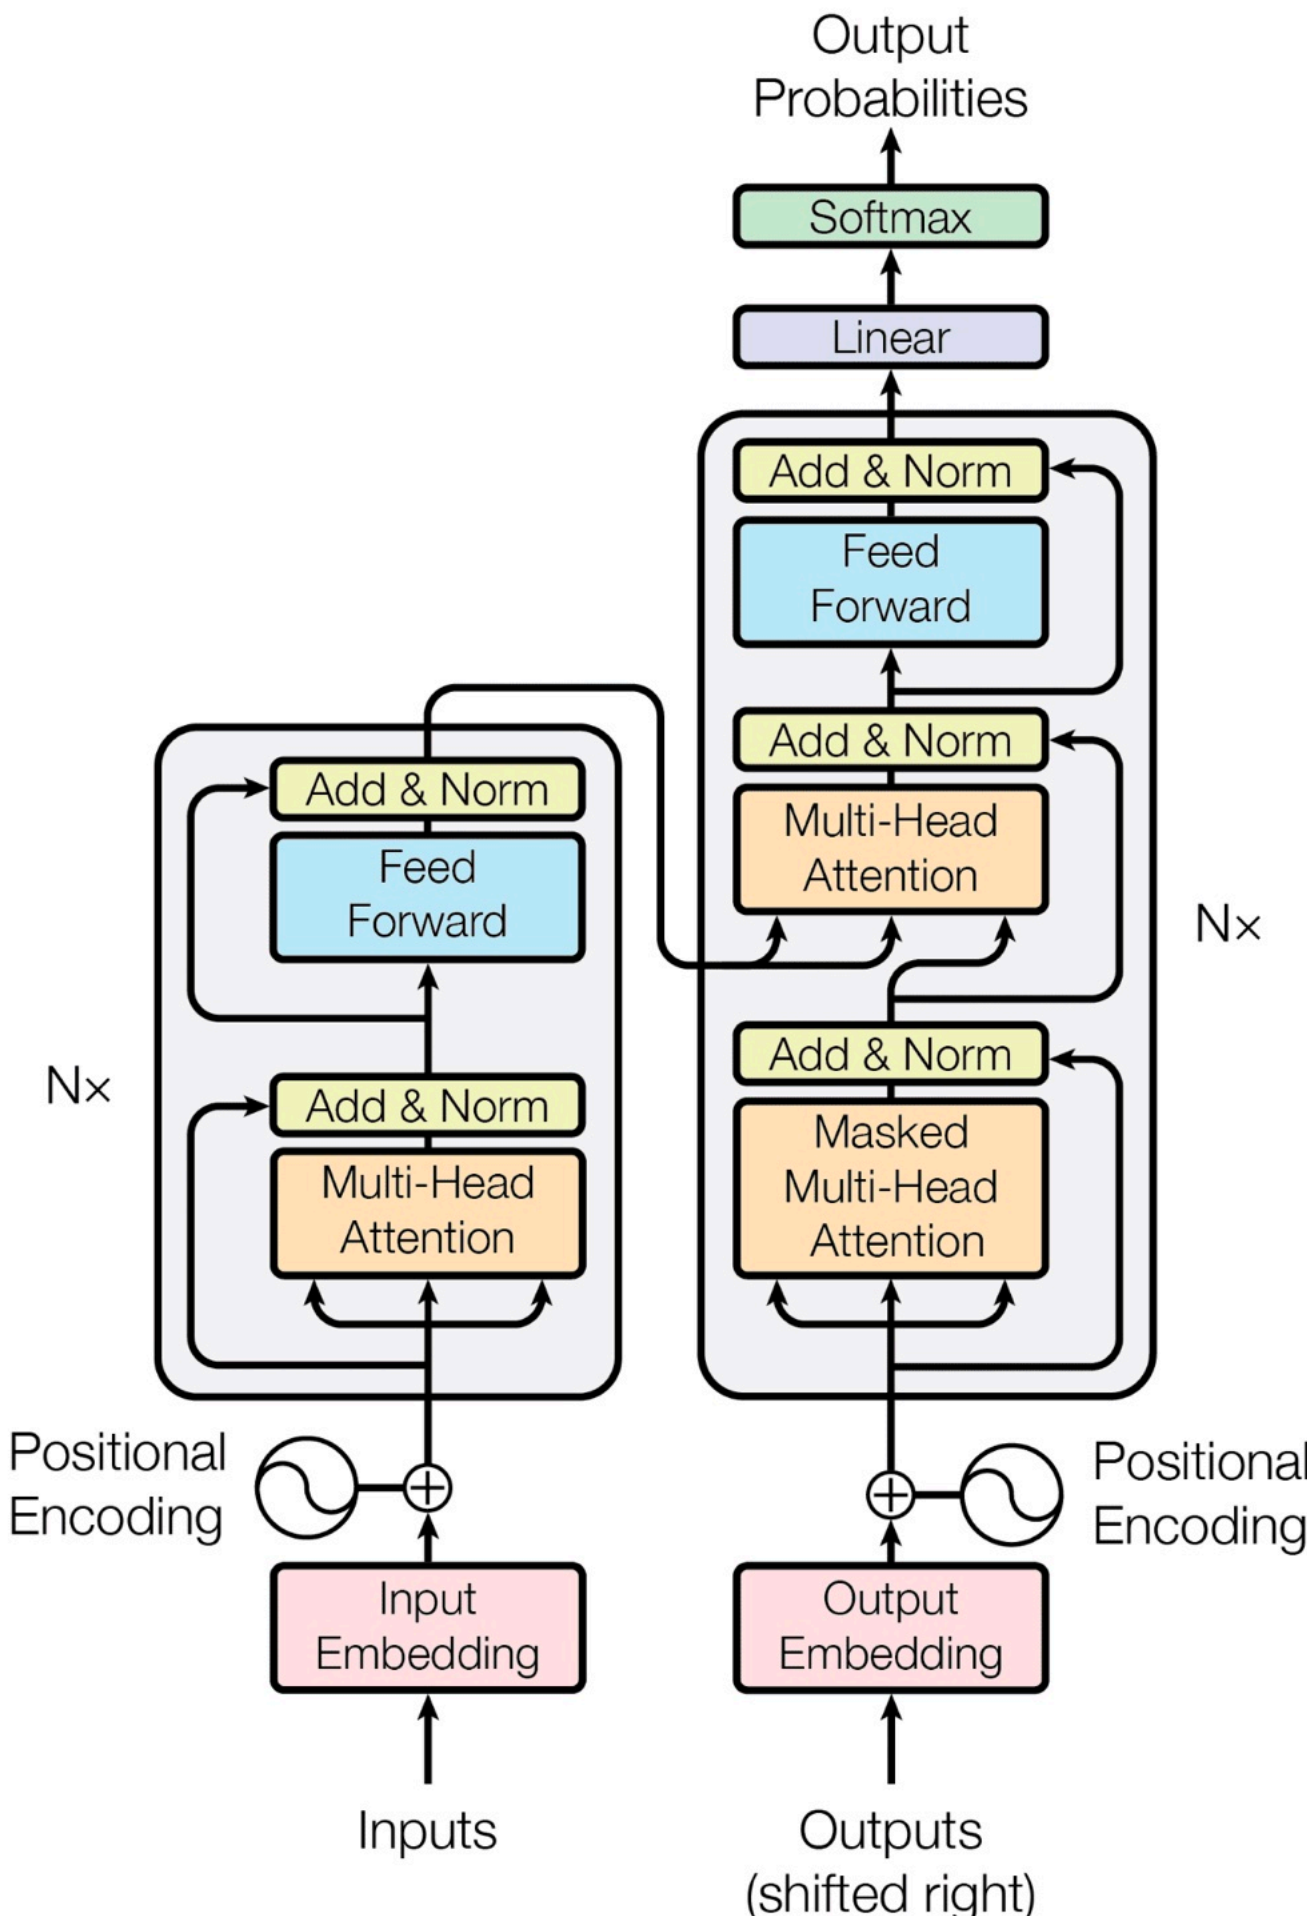 Output
Probabilities
Softmax
Linear
Add & Norm
Feed
Forward
Add & Norm
Multi-Head
Attention
Add & Norm
Masked
Multi-Head
Attention
N×
Add & Norm
Feed
Forward
Add & Norm
Multi-Head
Attention
N×
Positional
Encoding
Positional
Encoding
Input
Embedding
Output
Embedding
Inputs
Outputs
(shifted right)